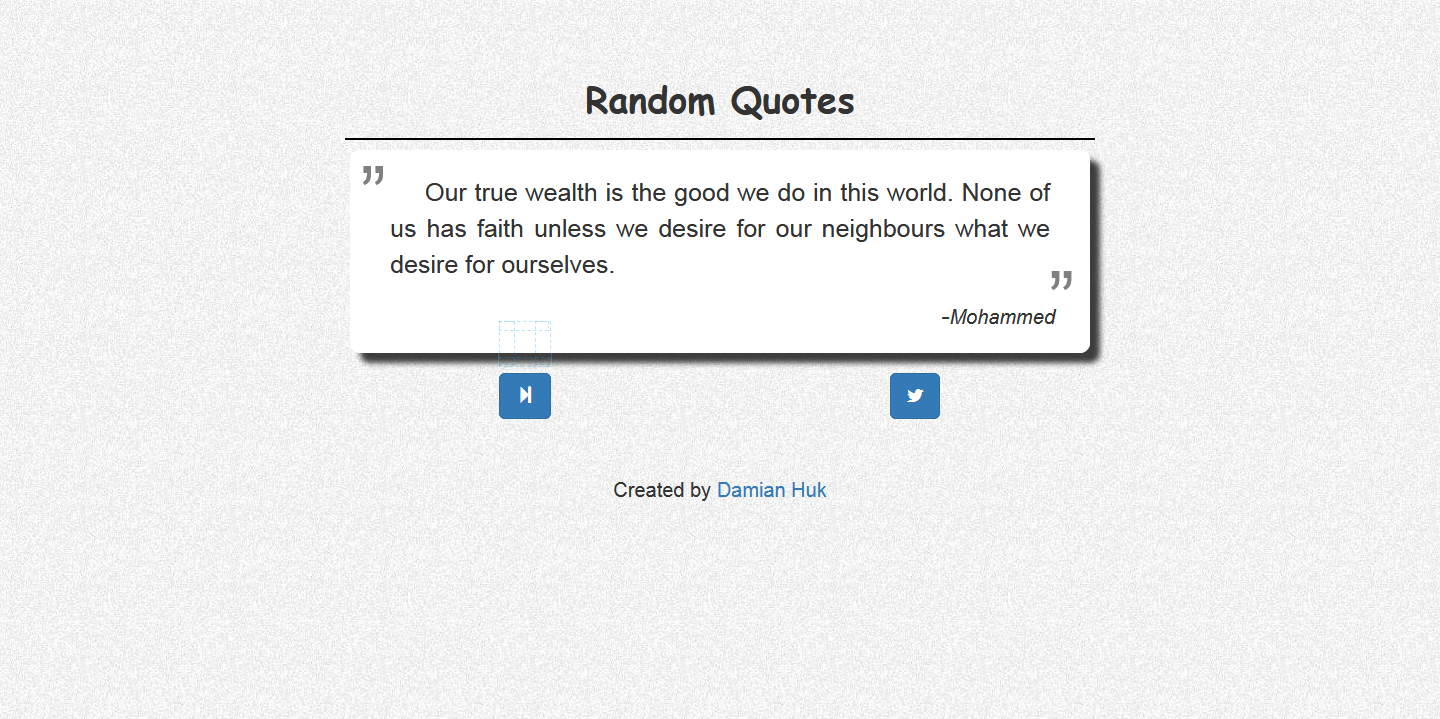 Random Quotes
”
Our true wealth is the good we do in this world. None of
us has faith unless we desire for our neighbours what we
desire for ourselves.
”
-Mohammed
Created by Damian Huk